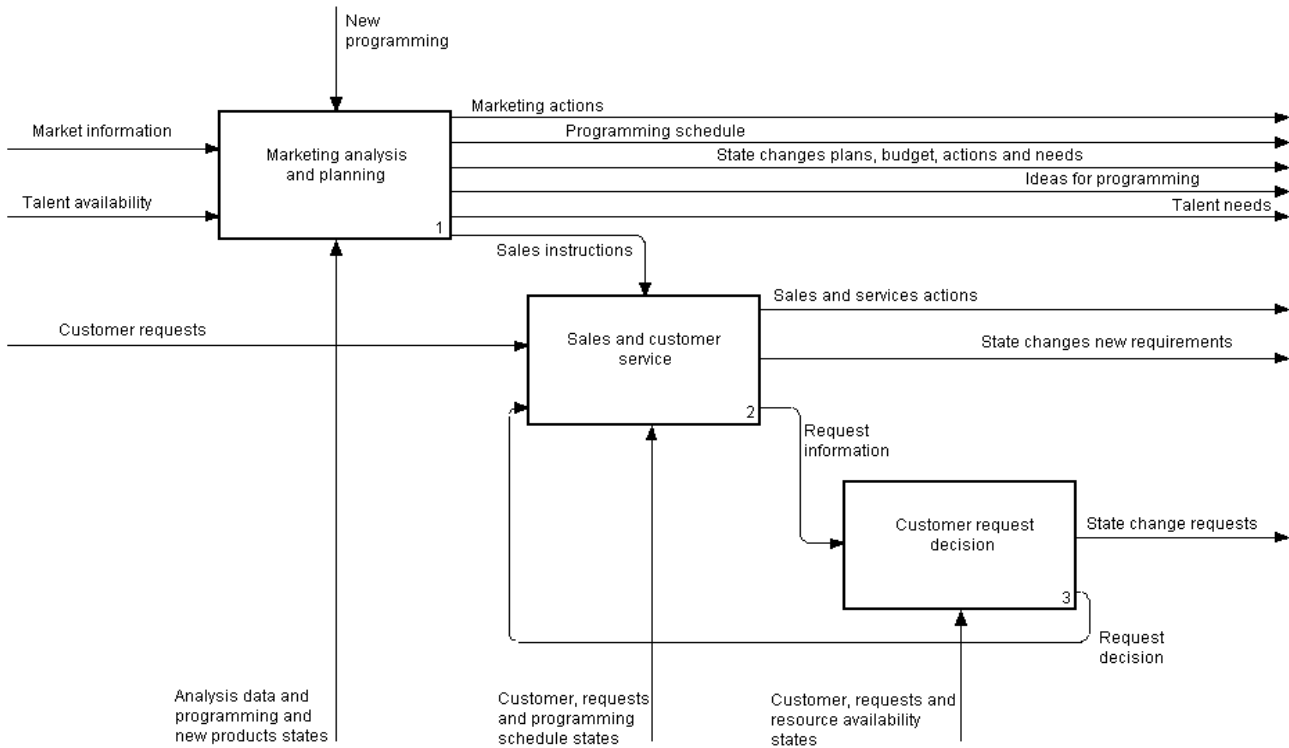 New
programming
Marketing actions
Market information
Programming schedule
Marketing analysis
and planning
State changes plans, budget, actions and needs
Ideas for programming
Talent availability
Talent needs
1
Sales instructions
Sales and services actions
Customer requests
Sales and customer
service
State changes new requirements
2
Request
information
Customer request
decision
State change requests
3
Request
decision
Analysis data and
programming and
new products states
Customer, requests
and programming
schedule states
Customer, requests and
resource availability
states